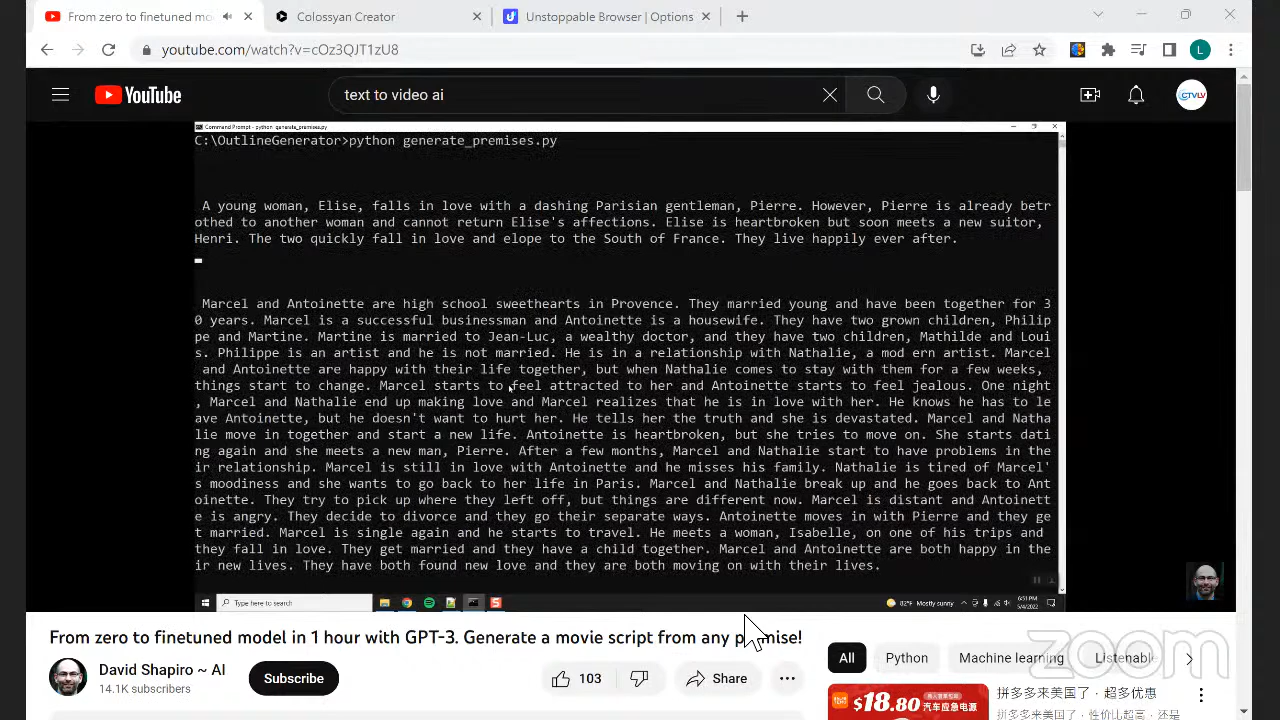 From zero to finetuned mo
Colossyan Creator
Unstoppable Browser | Options
youtube.com/watch?v=cOz3QJT1zU8
L
YouTube
text to video ai
CTVLV
Command Prompt - python generate_premises.py
C:\OutlineGenerator>python generate_premises.py
A young woman, Elise, falls in love with a dashing Parisian gentleman, Pierre. However, Pierre is already betr
othed to another woman and cannot return Elise's affections. Elise is heartbroken but soon meets a new suitor,
Henri. The two quickly fall in love and elope to the South of France. They live happily ever after.
Marcel and Antoinette are high school sweethearts in Provence. They married young and have been together for 3
0 years. Marcel is a successful businessman and Antoinette is a housewife. They have two grown children, Philip
pe and Martine. Martine is married to Jean-Luc, a wealthy doctor, and they have two children, Mathilde and Loui
s. Philippe is an artist and he is not married. He is in a relationship with Nathalie, a mod ern artist. Marcel
and Antoinette are happy with their life together, but when Nathalie comes to stay with them for a few weeks,
things start to change. Marcel starts to feel attracted to her and Antoinette starts to feel jealous. One night
, Marcel and Nathalie end up making love and Marcel realizes that he is in love with her. He knows he has to le
ave Antoinette, but he doesn't want to hurt her. He tells her the truth and she is devastated. Marcel and Natha
lie move in together and start a new life. Antoinette is heartbroken, but she tries to move on. She starts dati
ng again and she meets a new man, Pierre. After a few months, Marcel and Nathalie start to have problems in the
ir relationship. Marcel is still in love with Antoinette and he misses his family. Nathalie is tired of Marcel'
s moodiness and she wants to go back to her life in Paris. Marcel and Nathalie break up and he goes back to Ant
oinette. They try to pick up where they left off, but things are different now. Marcel is distant and Antoinett
e is angry. They decide to divorce and they go their separate ways. Antoinette moves in with Pierre and they ge
t married. Marcel is single again and he starts to travel. He meets a woman, Isabelle, on one of his trips and
they fall in love. They get married and they have a child together. Marcel and Antoinette are both happy in the
ir new lives. They have both found new love and they are both moving on with their lives.
Type here to search
82°F Mostly sunny
6:51 PM
5/4/2022
From zero to finetuned model in 1 hour with GPT-3. Generate a movie script from any premise!
David Shapiro ~ AI
14.1K subscribers
Subscribe
103
Share
All
Python
Machine learning
Listenable
zoom
$18.80
汽车应急电源
拼多多来美国了 · 超多优惠